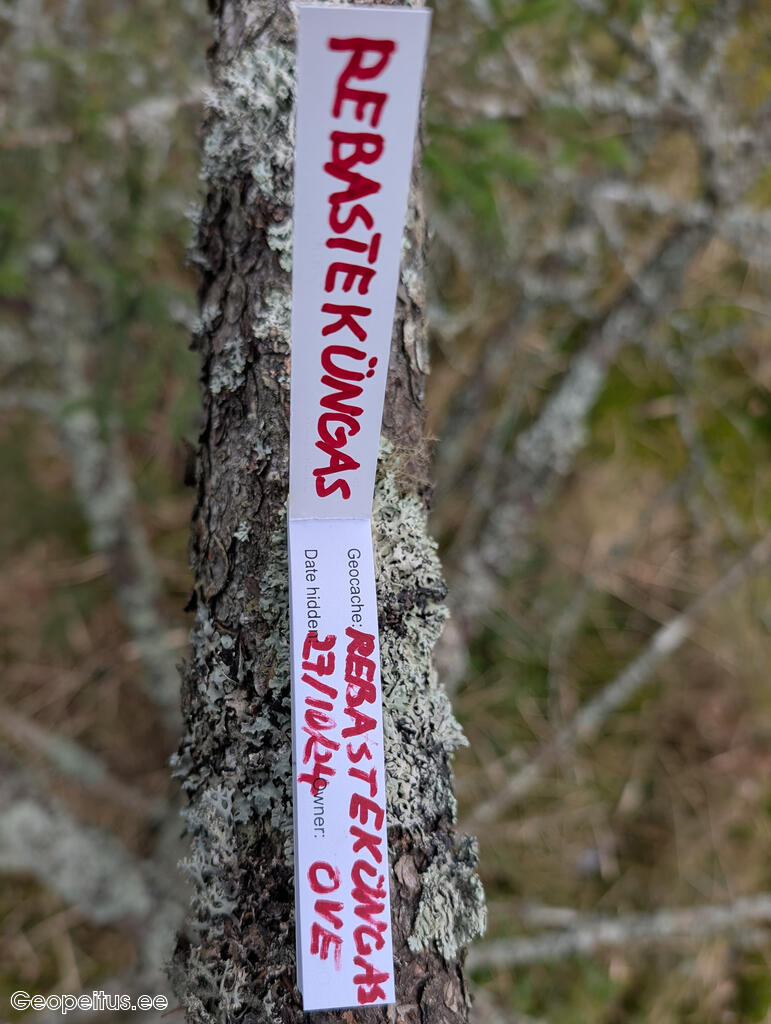 REBASTEKÜNGAS
Geocache: REBASTEKÜNGAS
Date hidden 27/10/24 Owner: OVE
Geopeitus.ee